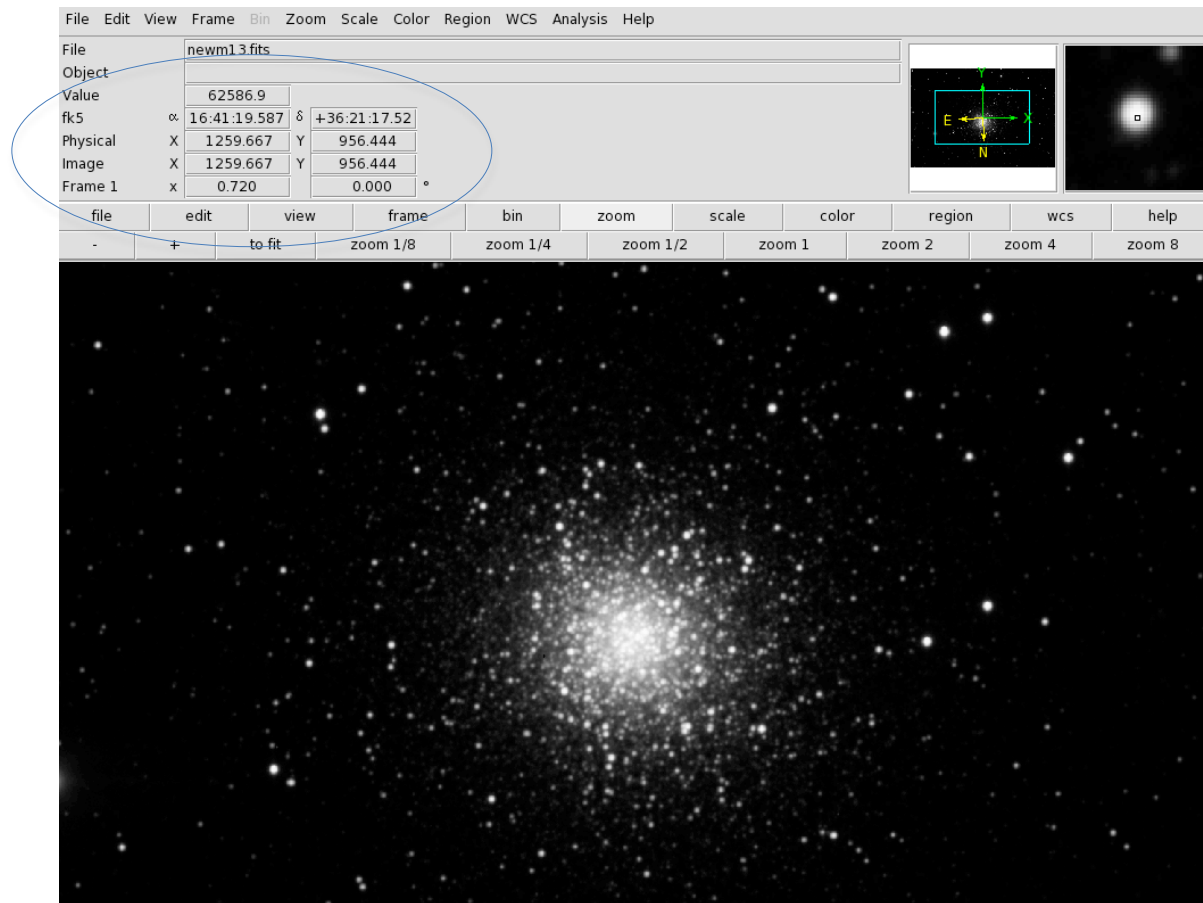 File Edit View Frame Bin Zoom Scale Color Region WCS Analysis Help
File newm13.fits
Object
Value 62586.9
fk5 α 16:41:19.587 δ +36:21:17.52
Physical X 1259.667 Y 956.444
Image X 1259.667 Y 956.444
Frame 1 x 0.720 0.000 °
Y
E X
N
file edit view frame bin zoom scale color region wcs help
- + to fit zoom 1/8 zoom 1/4 zoom 1/2 zoom 1 zoom 2 zoom 4 zoom 8